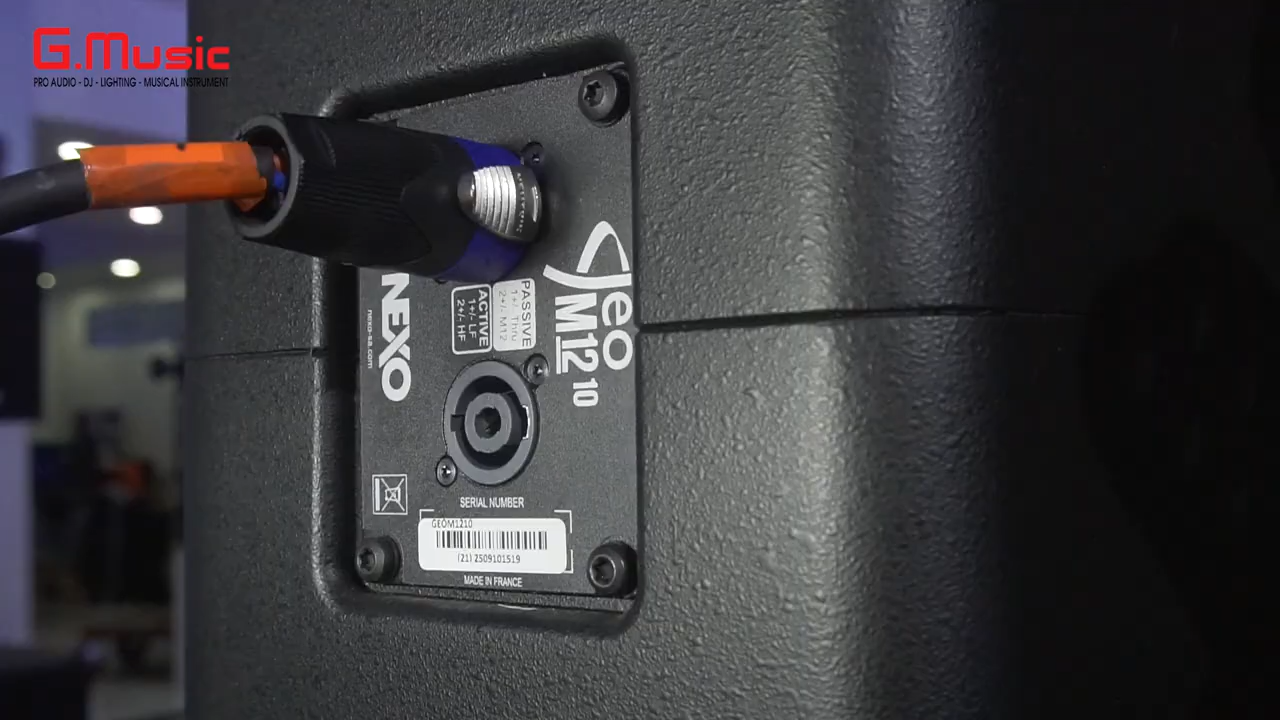 G.Music
PRO AUDIO - DJ - LIGHTING - MUSICAL INSTRUMENT
NEXO
nexo-sa.com
ACTIVE
1+/- LF
2+/- HF
PASSIVE
1+/- Thru
2+/- M12
Geo
M12
10
SERIAL NUMBER
GEOM1210
(21) 2509101519
MADE IN FRANCE